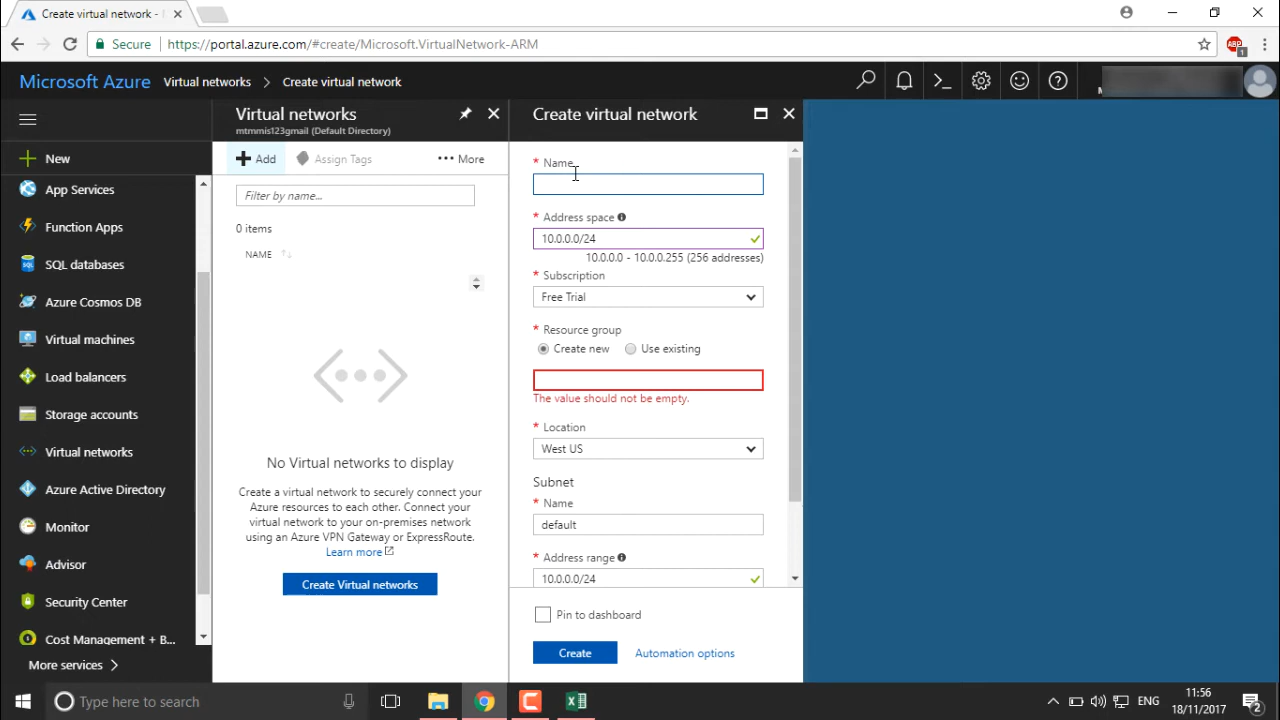 Create virtual network -
Secure
https://portal.azure.com/#create/Microsoft.VirtualNetwork-ARM
ABP
1
Microsoft Azure
Virtual networks
Create virtual network
M
New
App Services
Function Apps
SQL databases
Azure Cosmos DB
Virtual machines
Load balancers
Storage accounts
Virtual networks
Azure Active Directory
Monitor
Advisor
Security Center
Cost Management + B...
More services
Virtual networks
mtmmis123gmail (Default Directory)
Add
Assign Tags
More
Filter by name...
0 items
NAME
No Virtual networks to display
Create a virtual network to securely connect your
Azure resources to each other. Connect your
virtual network to your on-premises network
using an Azure VPN Gateway or ExpressRoute.
Learn more
Create Virtual networks
Create virtual network
* Name
* Address space
10.0.0.0/24
10.0.0.0 - 10.0.0.255 (256 addresses)
* Subscription
Free Trial
* Resource group
Create new
Use existing
The value should not be empty.
* Location
West US
Subnet
* Name
default
* Address range
10.0.0.0/24
Pin to dashboard
Create
Automation options
Type here to search
ENG
11:56
18/11/2017
2